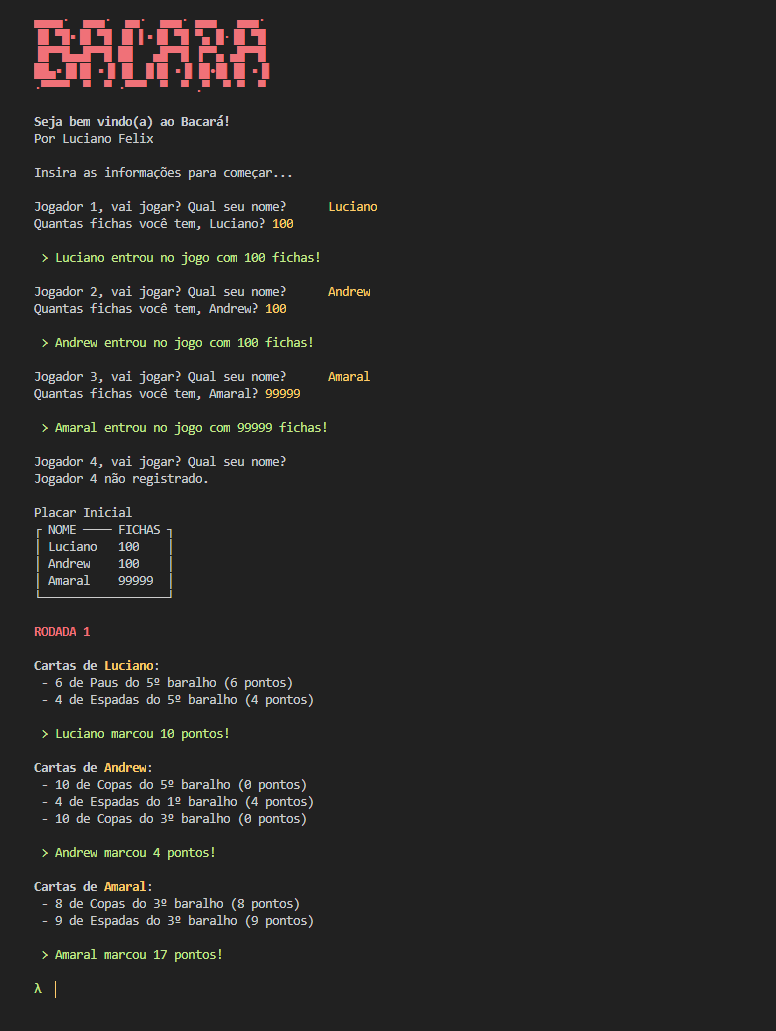 BACARÁ
Seja bem vindo(a) ao Bacará!
Por Luciano Felix
Insira as informações para começar...
Jogador 1, vai jogar? Qual seu nome?      Luciano
Quantas fichas você tem, Luciano? 100
> Luciano entrou no jogo com 100 fichas!
Jogador 2, vai jogar? Qual seu nome?      Andrew
Quantas fichas você tem, Andrew? 100
> Andrew entrou no jogo com 100 fichas!
Jogador 3, vai jogar? Qual seu nome?      Amaral
Quantas fichas você tem, Amaral? 99999
> Amaral entrou no jogo com 99999 fichas!
Jogador 4, vai jogar? Qual seu nome?
Jogador 4 não registrado.
Placar Inicial
NOME ──── FICHAS
Luciano   100
Andrew    100
Amaral    99999
RODADA 1
Cartas de Luciano:
- 6 de Paus do 5º baralho (6 pontos)
- 4 de Espadas do 5º baralho (4 pontos)
> Luciano marcou 10 pontos!
Cartas de Andrew:
- 10 de Copas do 5º baralho (0 pontos)
- 4 de Espadas do 1º baralho (4 pontos)
- 10 de Copas do 3º baralho (0 pontos)
> Andrew marcou 4 pontos!
Cartas de Amaral:
- 8 de Copas do 3º baralho (8 pontos)
- 9 de Espadas do 3º baralho (9 pontos)
> Amaral marcou 17 pontos!
λ